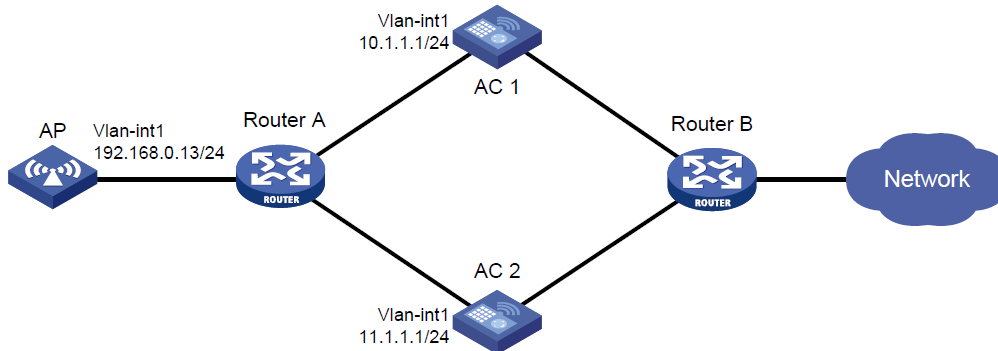 Vlan-int1
10.1.1.1/24
AC 1
AP
Vlan-int1
192.168.0.13/24
Router A
ROUTER
Router B
ROUTER
Network
AC 2
Vlan-int1
11.1.1.1/24